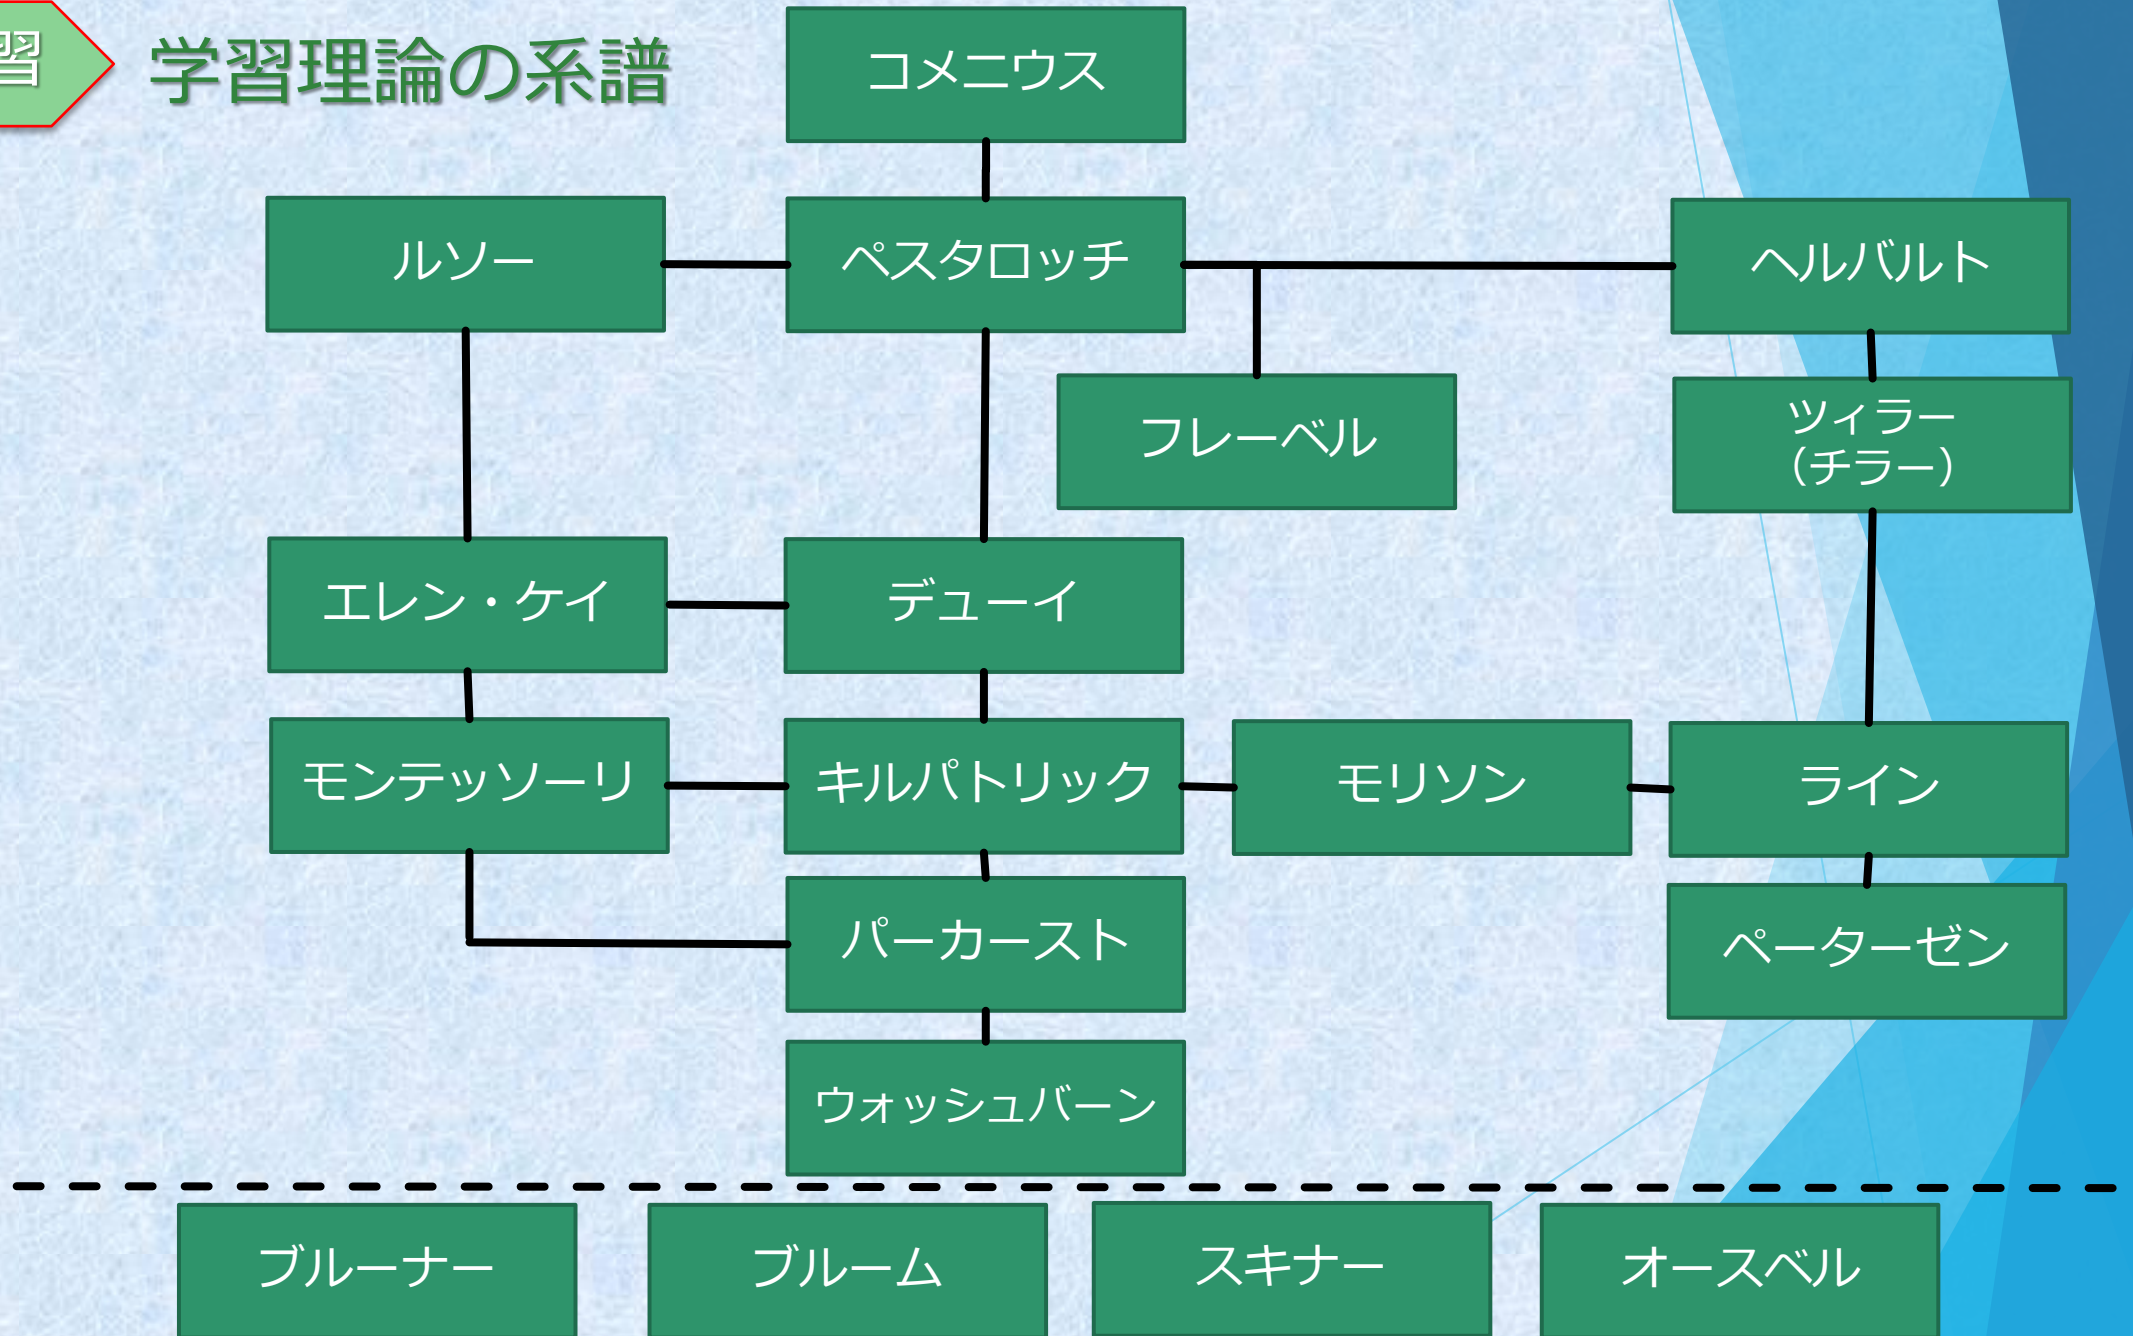 習
学習理論の系譜
コメニウス
ルソー
ペスタロッチ
ヘルバルト
フレーベル
ツィラー
（チラー）
エレン・ケイ
デューイ
モンテッソーリ
キルパトリック
モリソン
ライン
パーカースト
ペーターゼン
ウォッシュバーン
ブルーナー
ブルーム
スキナー
オースベル